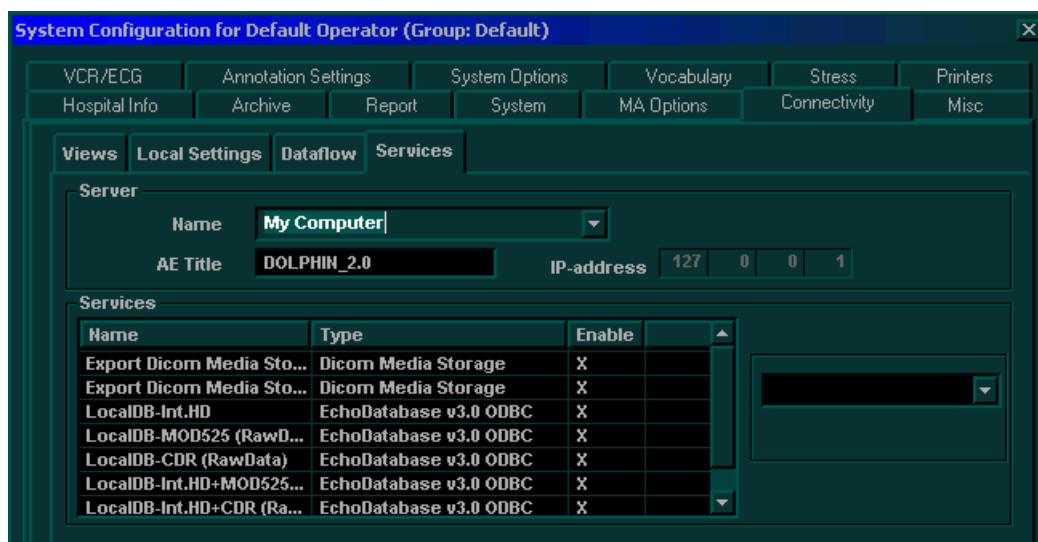 System Configuration for Default Operator (Group: Default)
VCR/ECG Annotation Settings System Options Vocabulary Stress Printers
Hospital Info Archive Report System MA Options Connectivity Misc
Views Local Settings Dataflow Services
Server
Name My Computer
AE Title DOLPHIN_2.0 IP-address 127 0 0 1
Services
Name Type Enable
Export Dicom Media Sto... Dicom Media Storage X
Export Dicom Media Sto... Dicom Media Storage X
LocalDB-Int.HD EchoDatabase v3.0 ODBC X
LocalDB-MOD525 (RawD... EchoDatabase v3.0 ODBC X
LocalDB-CDR (RawData) EchoDatabase v3.0 ODBC X
LocalDB-Int.HD+MOD525... EchoDatabase v3.0 ODBC X
LocalDB-Int.HD+CDR (Ra... EchoDatabase v3.0 ODBC X